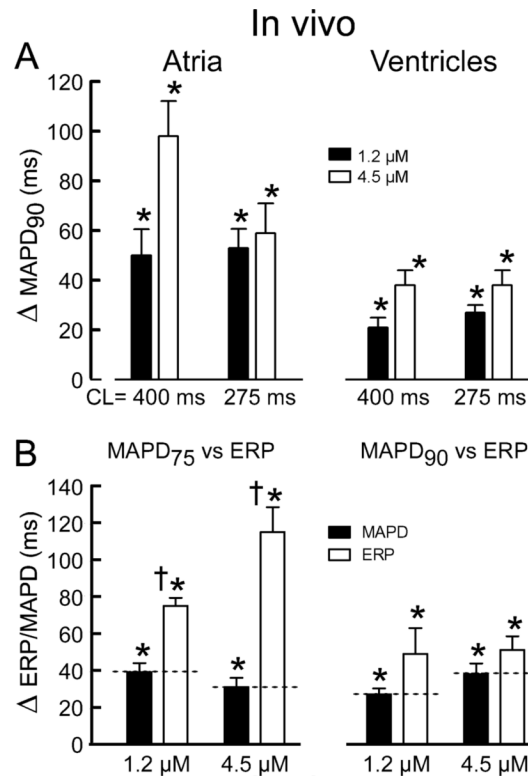 In vivo
A
Atria
Ventricles
Δ MAPD90 (ms)
120
100
80
60
40
20
0
* * * *
* * * *
1.2 µM
4.5 µM
CL= 400 ms 275 ms
400 ms 275 ms
B
MAPD75 vs ERP
MAPD90 vs ERP
Δ ERP/MAPD (ms)
140
120
100
80
60
40
20
0
* †* * †*
* * * *
MAPD
ERP
1.2 µM 4.5 µM
1.2 µM 4.5 µM